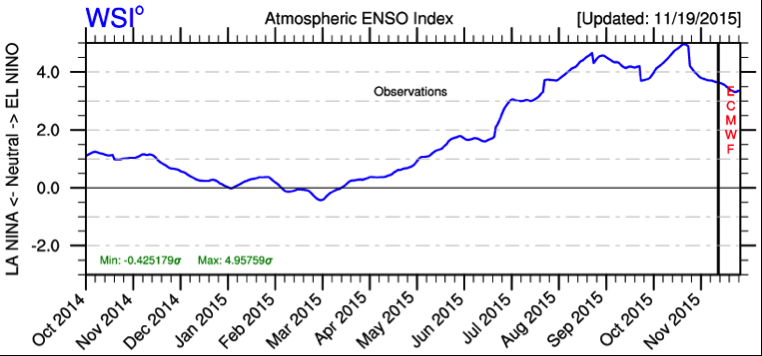 WSI° Atmospheric ENSO Index [Updated: 11/19/2015]
LA NINA <- Neutral -> EL NINO
4.0
2.0
0.0
-2.0
Observations
E
C
M
W
F
Min: -0.425179σ Max: 4.95759σ
Oct 2014 Nov 2014 Dec 2014 Jan 2015 Feb 2015 Mar 2015 Apr 2015 May 2015 Jun 2015 Jul 2015 Aug 2015 Sep 2015 Oct 2015 Nov 2015